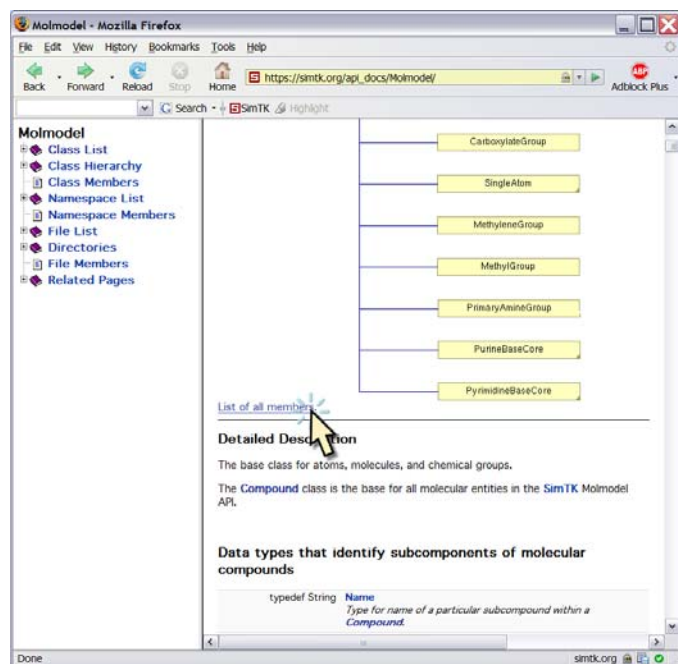 Molmodel - Mozilla Firefox
File Edit View History Bookmarks Tools Help
Back Forward Reload Stop Home https://simtk.org/api_docs/Molmodel/ ABP Adblock Plus
Search SimTK Highlight
Molmodel
Class List
Class Hierarchy
Class Members
Namespace List
Namespace Members
File List
Directories
File Members
Related Pages
CarboxylateGroup
SingleAtom
MethyleneGroup
MethylGroup
PrimaryAmineGroup
PurineBaseCore
PyrimidineBaseCore
List of all members.
Detailed Description
The base class for atoms, molecules, and chemical groups.
The Compound class is the base for all molecular entities in the SimTK Molmodel
API.
Data types that identify subcomponents of molecular
compounds
typedef String Name
Type for name of a particular subcompound within a
Compound.
Done simtk.org